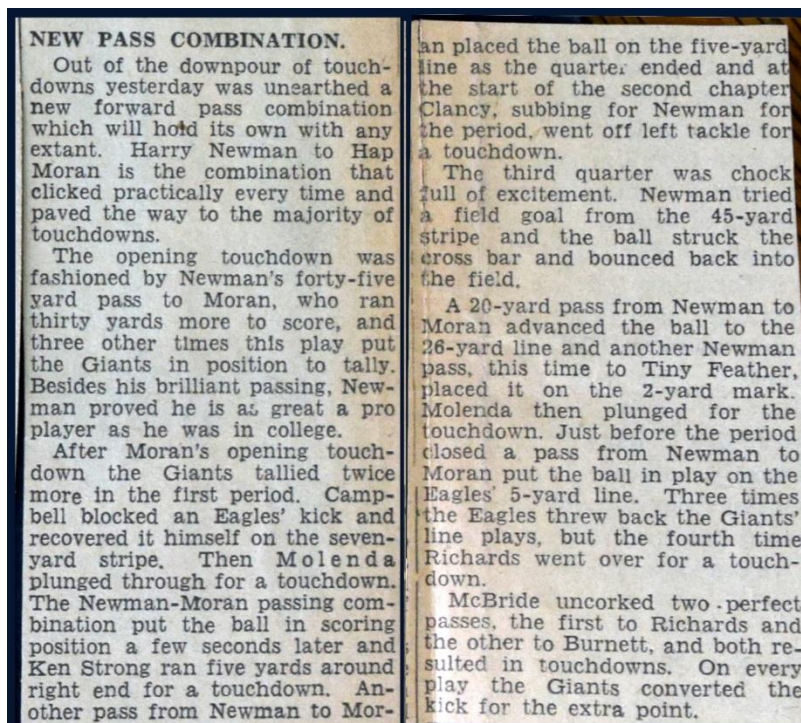 NEW PASS COMBINATION.
Out of the downpour of touch-
downs yesterday was unearthed a
new forward pass combination
which will hold its own with any
extant. Harry Newman to Hap
Moran is the combination that
clicked practically every time and
paved the way to the majority of
touchdowns.
The opening touchdown was
fashioned by Newman's forty-five
yard pass to Moran, who ran
thirty yards more to score, and
three other times this play put
the Giants in position to tally.
Besides his brilliant passing, New-
man proved he is as great a pro
player as he was in college.
After Moran's opening touch-
down the Giants tallied twice
more in the first period. Camp-
bell blocked an Eagles' kick and
recovered it himself on the seven-
yard stripe. Then Molenda
plunged through for a touchdown.
The Newman-Moran passing com-
bination put the ball in scoring
position a few seconds later and
Ken Strong ran five yards around
right end for a touchdown. An-
other pass from Newman to Mor-
an placed the ball on the five-yard
line as the quarter ended and at
the start of the second chapter
Clancy, subbing for Newman for
the period, went off left tackle for
a touchdown.
The third quarter was chock
full of excitement. Newman tried
a field goal from the 45-yard
stripe and the ball struck the
cross bar and bounced back into
the field.
A 20-yard pass from Newman to
Moran advanced the ball to the
26-yard line and another Newman
pass, this time to Tiny Feather,
placed it on the 2-yard mark.
Molenda then plunged for the
touchdown. Just before the period
closed a pass from Newman to
Moran put the ball in play on the
Eagles' 5-yard line. Three times
the Eagles threw back the Giants'
line plays, but the fourth time
Richards went over for a touch-
down.
McBride uncorked two perfect
passes, the first to Richards and
the other to Burnett, and both re-
sulted in touchdowns. On every
play the Giants converted the
kick for the extra point.